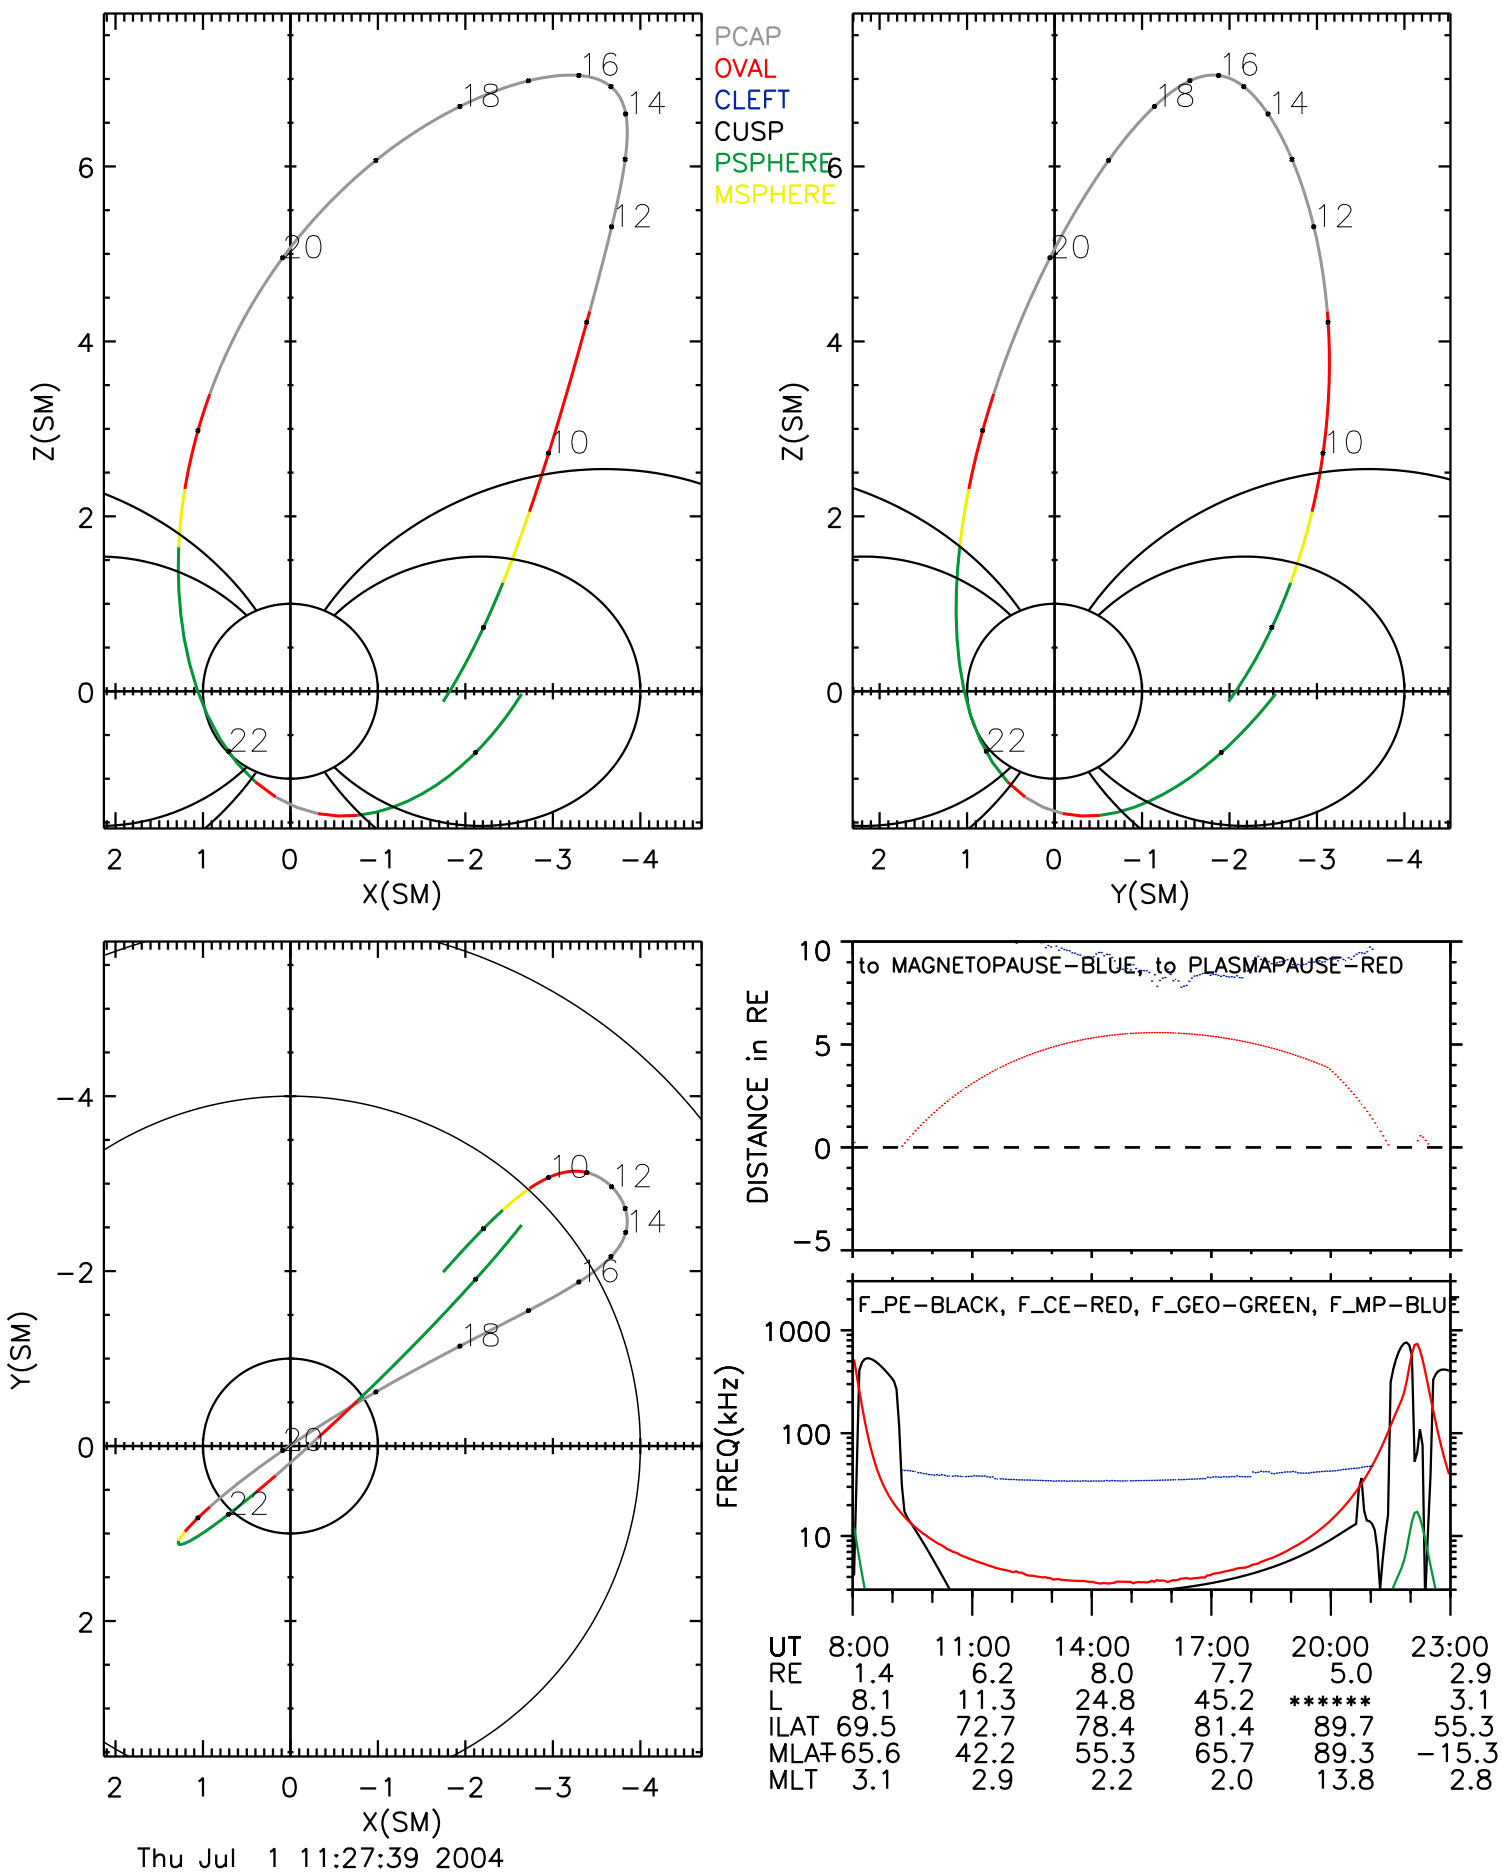 PCAP
OVAL
CLEFT
CUSP
PSPHERE
MSPHERE
16
18
14
12
20
10
22
6
4
2
0
Z(SM)
2 1 0 −1 −2 −3 −4
X(SM)
16
18
14
12
20
10
22
6
4
2
0
Z(SM)
2 1 0 −1 −2 −3 −4
Y(SM)
10
12
14
16
18
20
22
−4
−2
0
2
Y(SM)
2 1 0 −1 −2 −3 −4
X(SM)
to MAGNETOPAUSE−BLUE, to PLASMAPAUSE−RED
10
5
0
−5
DISTANCE in RE
F_PE−BLACK, F_CE−RED, F_GEO−GREEN, F_MP−BLUE
1000
100
10
FREQ(kHz)
UT 8:00 11:00 14:00 17:00 20:00 23:00
RE 1.4 6.2 8.0 7.7 5.0 2.9
L 8.1 11.3 24.8 45.2 ****** 3.1
ILAT 69.5 72.7 78.4 81.4 89.7 55.3
MLAT−65.6 42.2 55.3 65.7 89.3 −15.3
MLT 3.1 2.9 2.2 2.0 13.8 2.8
Thu Jul 1 11:27:39 2004